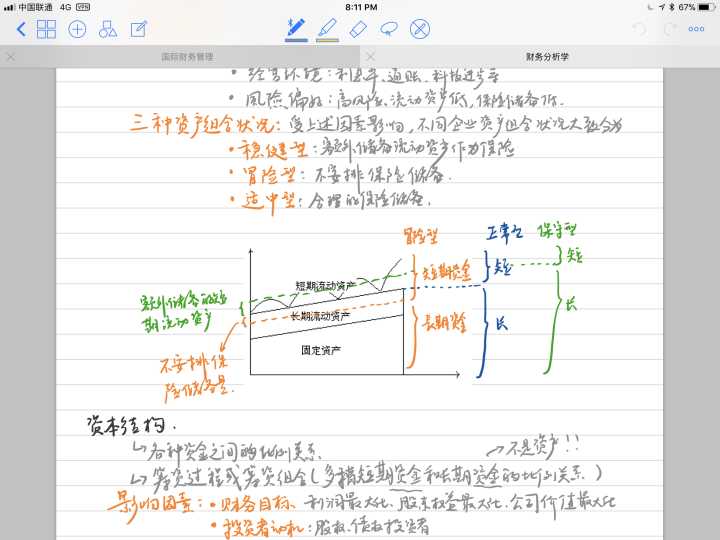 中国联通 4G VPN 8:11 PM 67%
国际财务管理 财务分析学
• 经营环境：利息率、通账、科技进步等
• 风险偏好：高风险、流动资产低，保险储备低.
三种资产组合状况：受上述因素影响，不同企业资产组合状况大致分为
• 稳健型：额外储备流动资产作为保险
• 冒险型：不安排保险储备.
• 适中型：合理的保险储备.
冒险型 正常型 保守型
短期流动资产 短期资金 短 短
额外储备的短期流动资产
长期流动资产 长期资金 长 长
固定资产
不安排保险储备量.
资本结构.
↳ 各种资金之间的比例关系. → 不是资产!!
↳ 筹资过程或筹资组合(多精短期资金和长期资金的比例关系.)
影响因素：• 财务目标、利润最大化、股东权益最大化、公司价值最大化
• 投资者动机：股权、债权投资者